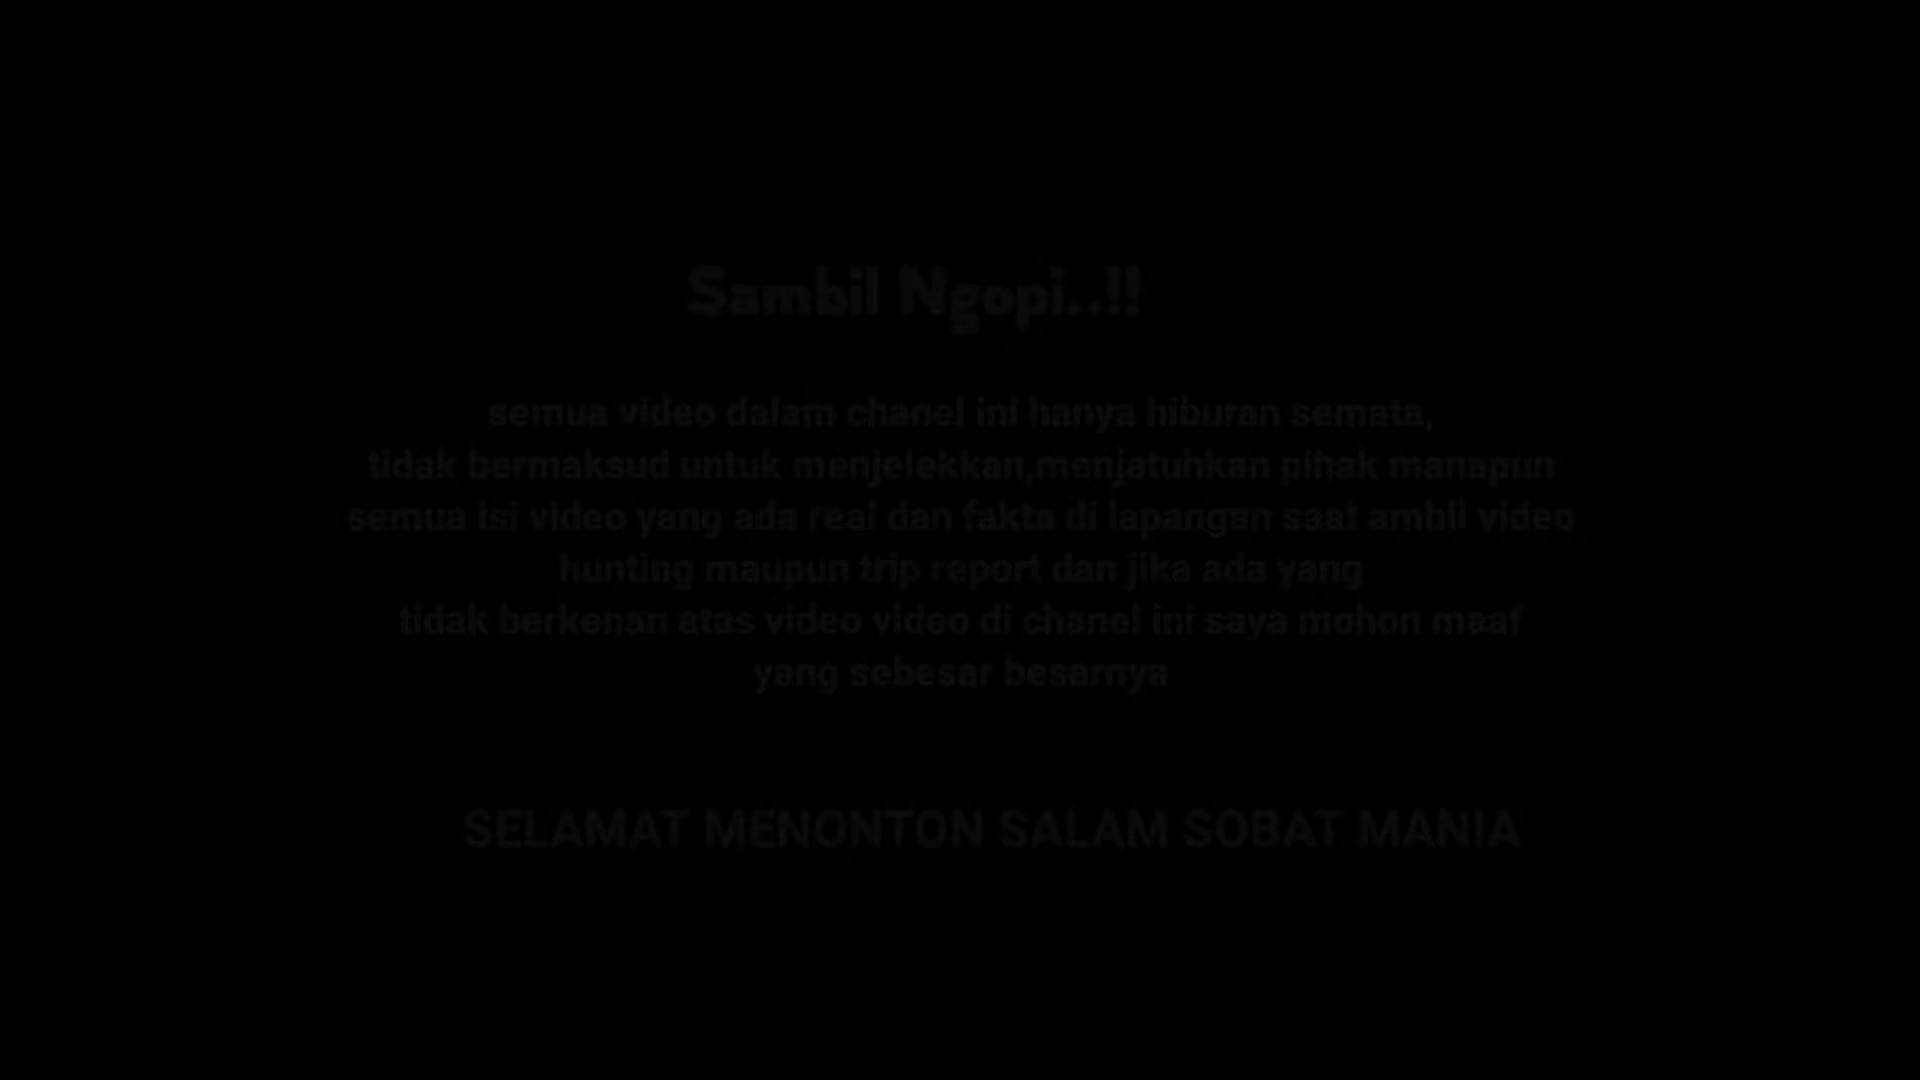 Sambil Ngopi..!!
semua video dalam chanel ini hanya hiburan semata,
tidak bermaksud untuk menjelekkan,menjatuhkan pihak manapun
semua isi video yang ada real dan fakta di lapangan saat ambil video
hunting maupun trip report dan jika ada yang
tidak berkenan atas video video di chanel ini saya mohon maaf
yang sebesar besarnya
SELAMAT MENONTON SALAM SOBAT MANIA